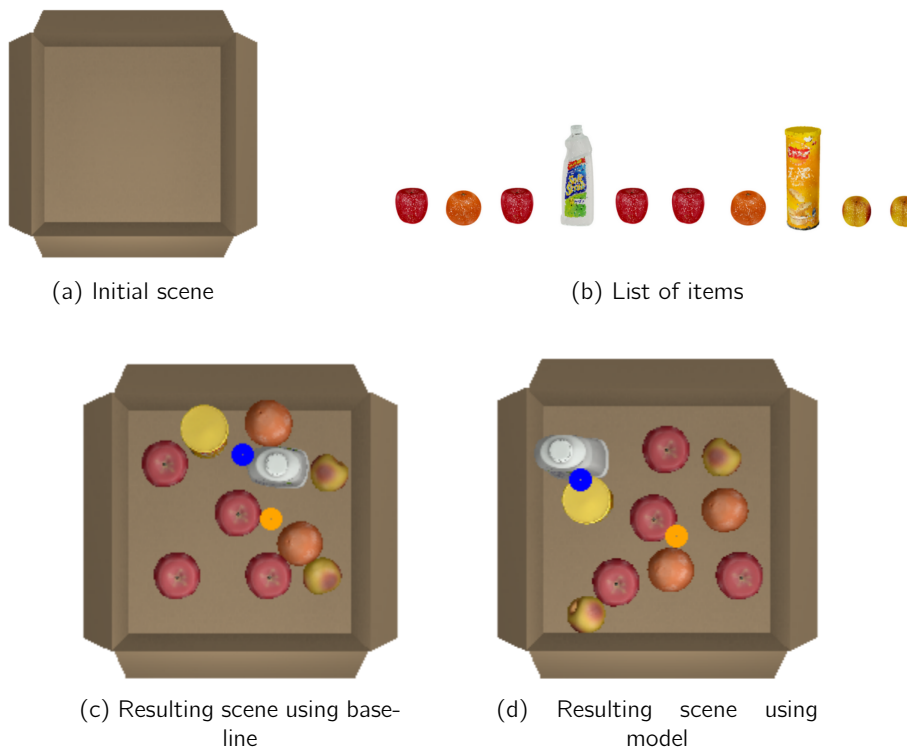 (a) Initial scene
(b) List of items
(c) Resulting scene using base-
line
(d) Resulting scene using
model